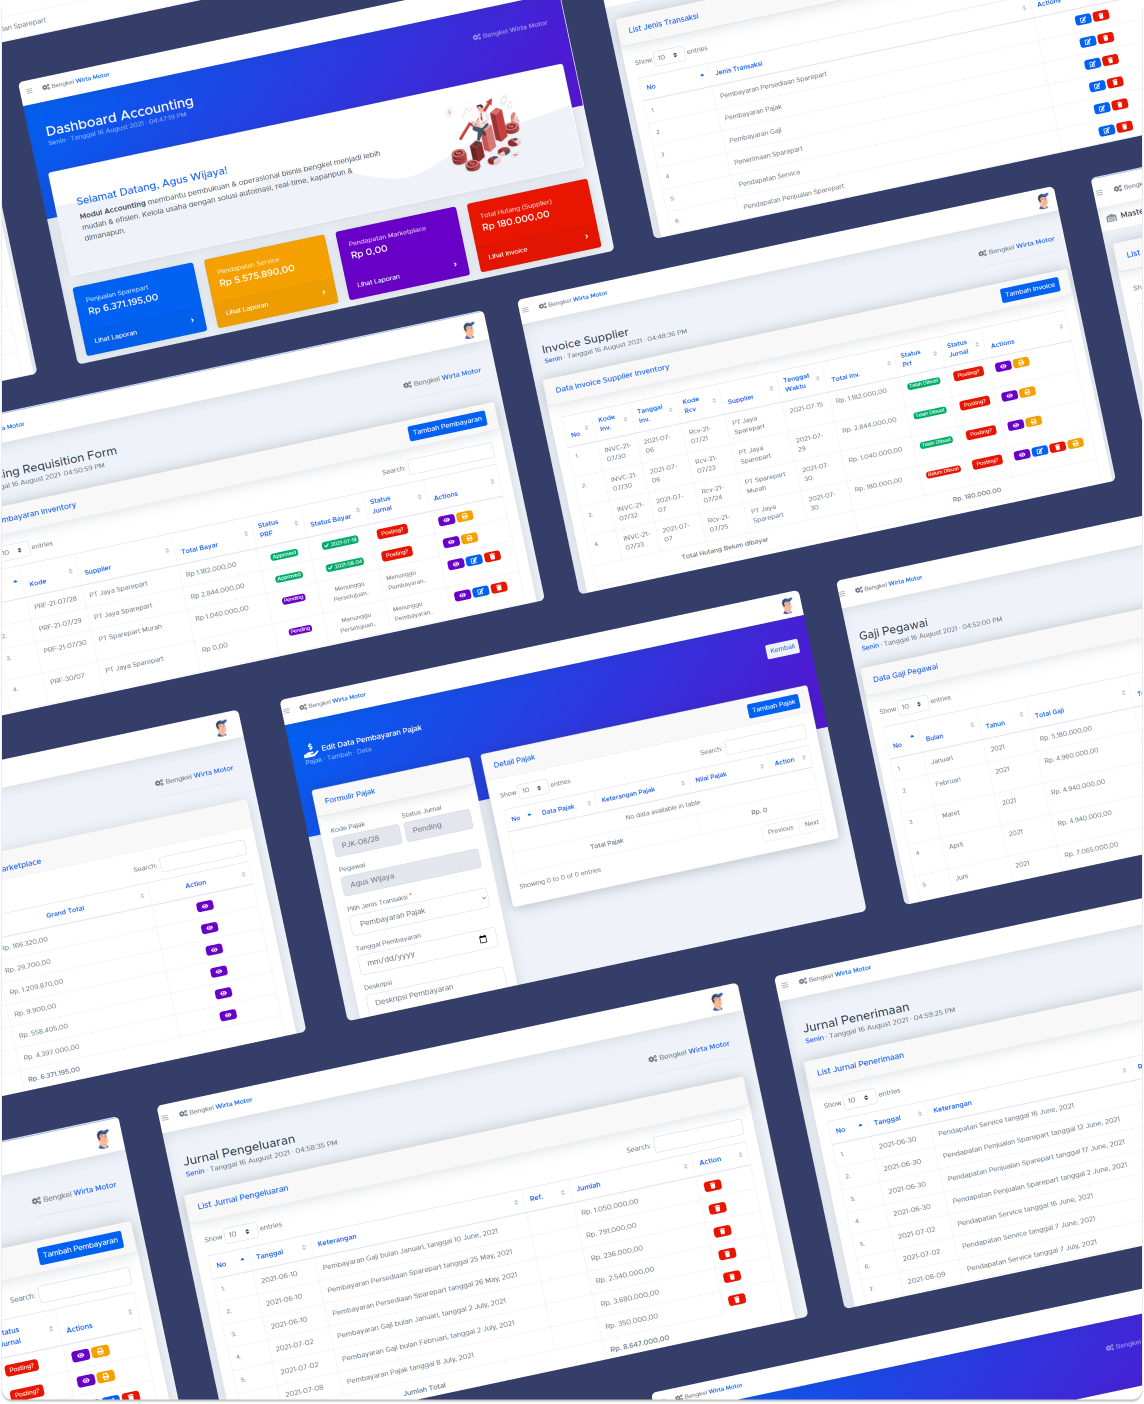 lan Sparepart
Bengkel Wirta Motor
Bengkel Wirta Motor
Dashboard Accounting
Senin · Tanggal 16 August 2021 · 04:47:19 PM
Selamat Datang, Agus Wijaya!
Modul Accounting membantu pembukuan & operasional bisnis bengkel menjadi lebih
mudah & efisien. Kelola usaha dengan solusi automasi, real-time, kapanpun &
dimanapun.
Penjualan Sparepart
Rp 6.371.195,00
Lihat Laporan
Pendapatan Service
Rp 5.575.890,00
Lihat Laporan
Pendapatan Marketplace
Rp 0,00
Lihat Laporan
Total Hutang (Supplier)
Rp 180.000,00
Lihat Invoice
List Jenis Transaksi
Show 10 entries
No Jenis Transaksi Actions
1 Pembayaran Persediaan Sparepart
2 Pembayaran Pajak
3 Pembayaran Gaji
4 Penerimaan Sparepart
5 Pendapatan Service
6 Pendapatan Penjualan Sparepart
Bengkel Wirta Motor
Bengkel Wirta Motor
Invoice Supplier
Senin · Tanggal 16 August 2021 · 04:48:36 PM
Tambah Invoice
Data Invoice Supplier Inventory
No Kode Inv. Tanggal Inv. Kode Rcv Supplier Tenggat Waktu Total Inv. Status Prf Status Jurnal Actions
1. INVC-21-07/30 2021-07-06 Rcv-21-07/21 PT Jaya Sparepart 2021-07-15 Rp. 1.182.000,00 Telah Dibuat Posting?
2. INVC-21-07/30 2021-07-06 Rcv-21-07/23 PT Jaya Sparepart 2021-07-29 Rp. 2.844.000,00 Telah Dibuat Posting?
3. INVC-21-07/32 2021-07-07 Rcv-21-07/24 PT Sparepart Murah 2021-07-30 Rp. 1.040.000,00 Telah Dibuat Posting?
4. INVC-21-07/33 2021-07-07 Rcv-21-07/25 PT Jaya Sparepart 2021-07-30 Rp. 180.000,00 Belum Dibuat Posting?
Total Hutang Belum dibayar Rp. 180.000,00
Maste
List
Sh
Motor
Bengkel Wirta Motor
ing Requisition Form
gal 16 August 2021 · 04:50:59 PM
Tambah Pembayaran
mbayaran Inventory
10 entries
Search:
Kode Supplier Total Bayar Status PRF Status Bayar Status Jurnal Actions
PRF-21-07/28 PT Jaya Sparepart Rp 1.182.000,00 Approved 2021-07-18 Posting?
2. PRF-21-07/29 PT Jaya Sparepart Rp 2.844.000,00 Approved 2021-08-04 Posting?
3. PRF-21-07/30 PT Sparepart Murah Rp 1.040.000,00 Pending Menunggu Persetujuan.. Menunggu Pembayaran..
4. PRF-30/07 PT Jaya Sparepart Rp 0,00 Pending Menunggu Persetujuan.. Menunggu Pembayaran..
Bengkel Wirta Motor
Kembali
Edit Data Pembayaran Pajak
Pajak · Tambah · Data
Formulir Pajak
Kode Pajak Status Jurnal
PJK-08/28 Pending
Pegawai
Agus Wijaya
Pilih Jenis Transaksi *
Pembayaran Pajak
Tanggal Pembayaran
mm/dd/yyyy
Deskripsi
Deskripsi Pembayaran
Detail Pajak
Tambah Pajak
Show 10 entries
Search:
No Data Pajak Keterangan Pajak Nilai Pajak Action
No data available in table
Total Pajak Rp. 0
Showing 0 to 0 of 0 entries
Previous Next
Bengkel Wirta Motor
Gaji Pegawai
Senin · Tanggal 16 August 2021 · 04:52:00 PM
Data Gaji Pegawai
Show 10 entries
No Bulan Tahun Total Gaji
1 Januari 2021 Rp. 5.180.000,00
2 Februari 2021 Rp. 4.960.000,00
3 Maret 2021 Rp. 4.940.000,00
4 April 2021 Rp. 4.940.000,00
5 Juni 2021 Rp. 7.065.000,00
Bengkel Wirta Motor
arketplace
Search:
Grand Total Action
Rp. 166.320,00
Rp. 29.700,00
Rp. 1.209.870,00
Rp. 9.900,00
Rp. 558.405,00
Rp. 4.397.000,00
Rp. 6.371.195,00
Bengkel Wirta Motor
Bengkel Wirta Motor
Jurnal Pengeluaran
Senin · Tanggal 16 August 2021 · 04:58:35 PM
List Jurnal Pengeluaran
Show 10 entries
Search:
No Tanggal Keterangan Ref. Jumlah Action
1. 2021-06-10 Pembayaran Gaji bulan Januari, tanggal 10 June, 2021 Rp. 1.050.000,00
2. 2021-06-10 Pembayaran Persediaan Sparepart tanggal 25 May, 2021 Rp. 791.000,00
3. 2021-06-10 Pembayaran Persediaan Sparepart tanggal 26 May, 2021 Rp. 236.000,00
4. 2021-07-02 Pembayaran Gaji bulan Januari, tanggal 2 July, 2021 Rp. 2.540.000,00
5. 2021-07-02 Pembayaran Gaji bulan Februari, tanggal 2 July, 2021 Rp. 3.680.000,00
2021-07-08 Pembayaran Pajak tanggal 8 July, 2021 Rp. 350.000,00
Jumlah Total Rp. 8.647.000,00
Bengkel Wirta Motor
Jurnal Penerimaan
Senin · Tanggal 16 August 2021 · 04:59:25 PM
List Jurnal Penerimaan
Show 10 entries
No Tanggal Keterangan R
1. 2021-06-30 Pendapatan Service tanggal 16 June, 2021
2. 2021-06-30 Pendapatan Penjualan Sparepart tanggal 12 June, 2021
3. 2021-06-30 Pendapatan Penjualan Sparepart tanggal 17 June, 2021
4. 2021-06-30 Pendapatan Penjualan Sparepart tanggal 2 June, 2021
5. 2021-07-02 Pendapatan Service tanggal 16 June, 2021
6. 2021-07-02 Pendapatan Service tanggal 7 June, 2021
7. 2021-08-09 Pendapatan Service tanggal 7 July, 2021
Bengkel Wirta Motor
Tambah Pembayaran
Search:
tatus
urnal
Actions
Posting?
Posting?
Bengkel Wirta Motor
Bengkel